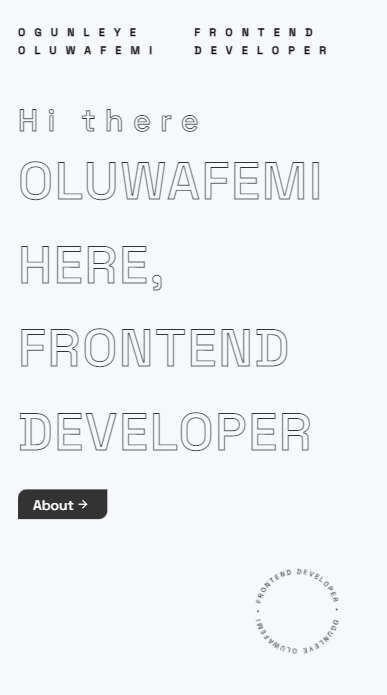 OGUNLEYE
OLUWAFEMI
FRONTEND
DEVELOPER
Hi there
OLUWAFEMI
HERE,
FRONTEND
DEVELOPER
About →
FRONTEND DEVELOPER • OGUNLEYE OLUWAFEMI •